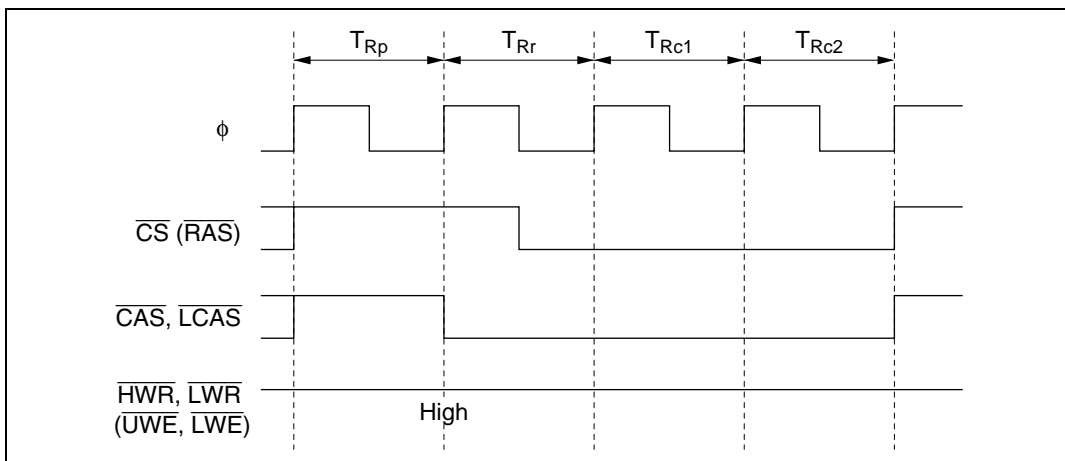 TRp TRr TRc1 TRc2
ϕ
CS (RAS)
CAS, LCAS
HWR, LWR
(UWE, LWE)
High